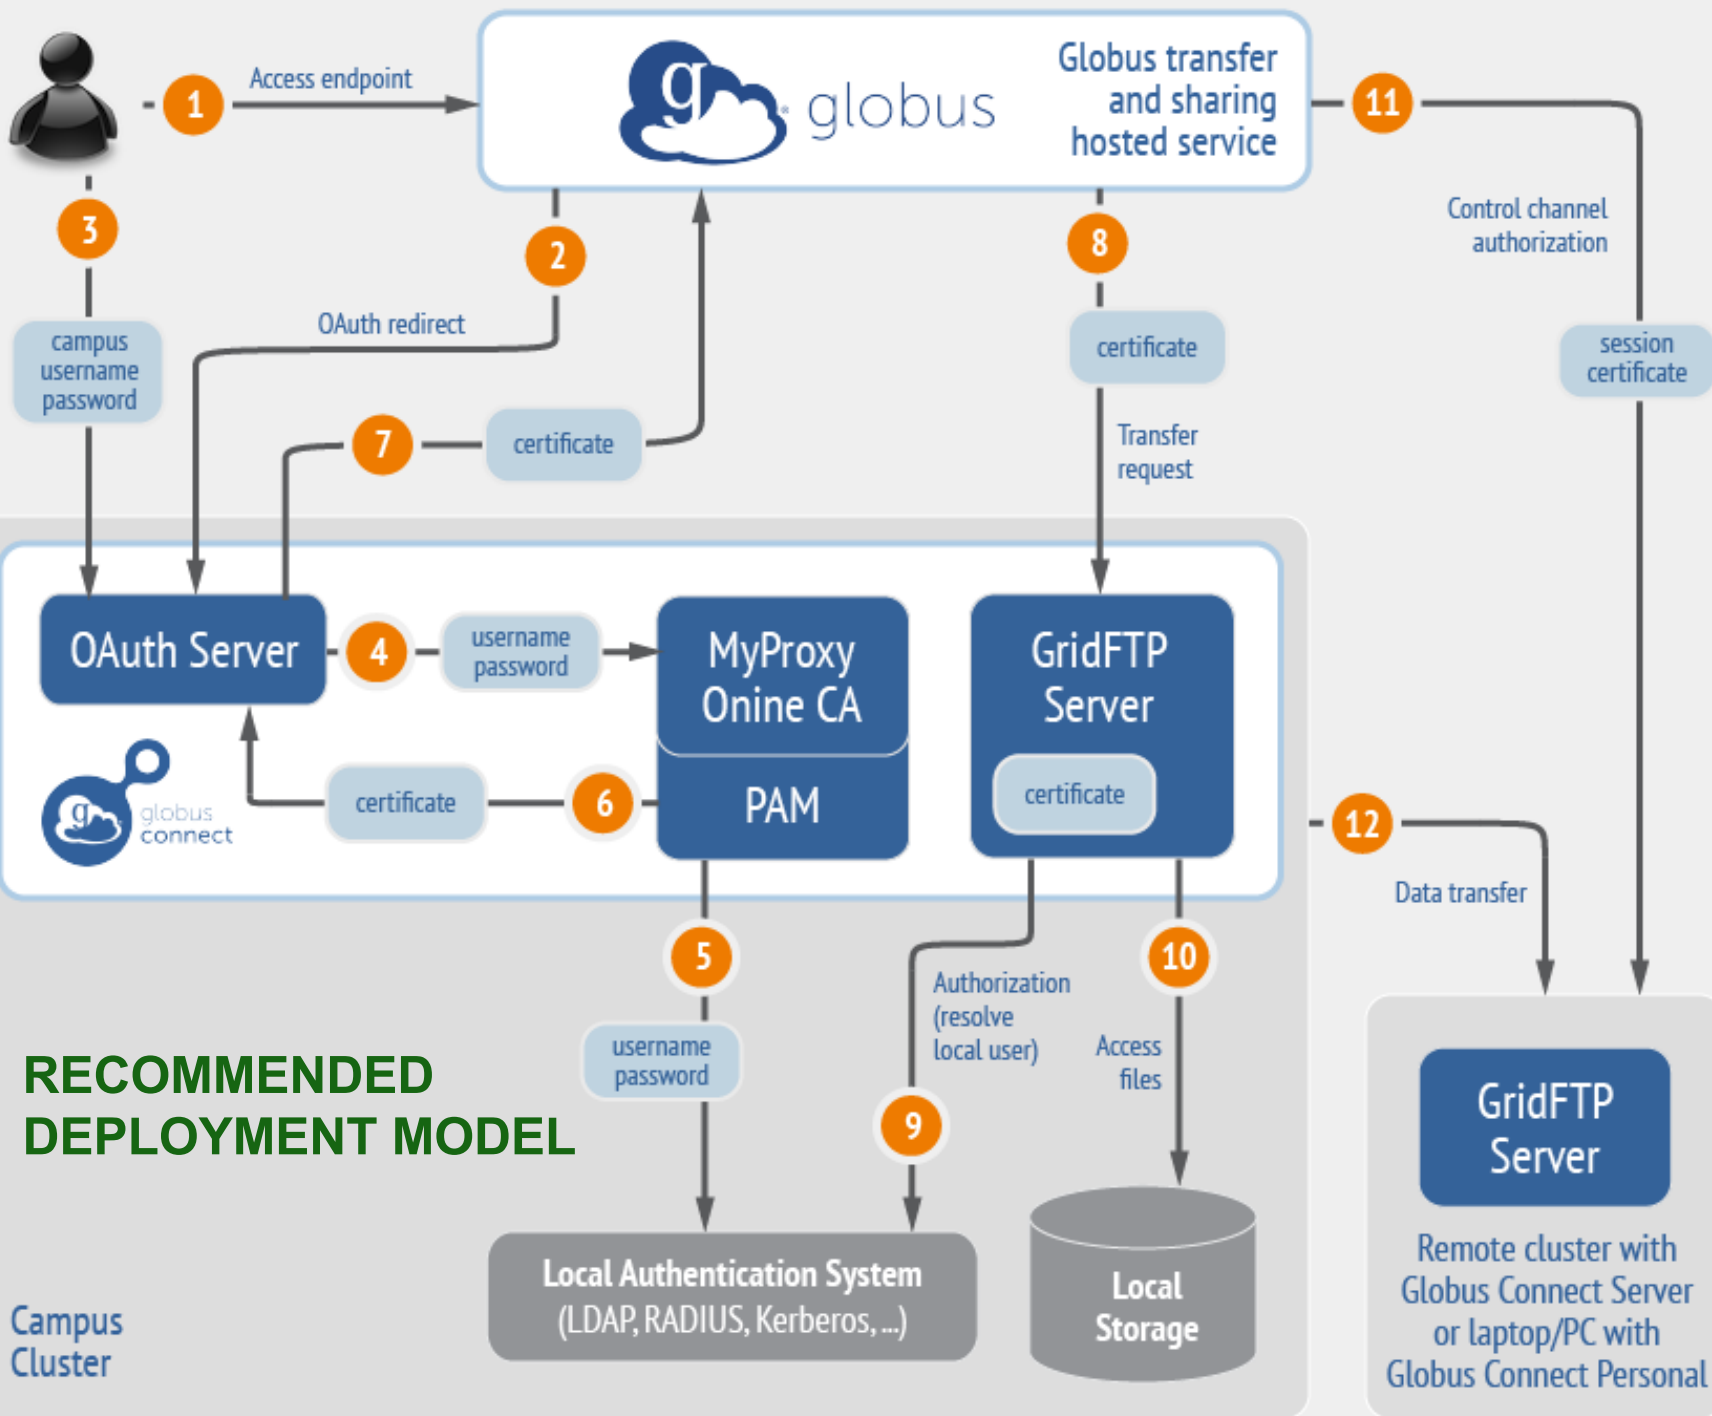 1
Access endpoint
g
globus
Globus transfer
and sharing
hosted service
11
Control channel
authorization
session
certificate
3
campus
username
password
2
OAuth redirect
7
certificate
8
certificate
Transfer
request
OAuth Server
4
username
password
MyProxy
Onine CA
PAM
GridFTP
Server
certificate
g
globus
connect
certificate
6
12
Data transfer
5
username
password
9
Authorization
(resolve
local user)
10
Access
files
RECOMMENDED
DEPLOYMENT MODEL
Local Authentication System
(LDAP, RADIUS, Kerberos, ...)
Local
Storage
Campus
Cluster
GridFTP
Server
Remote cluster with
Globus Connect Server
or laptop/PC with
Globus Connect Personal